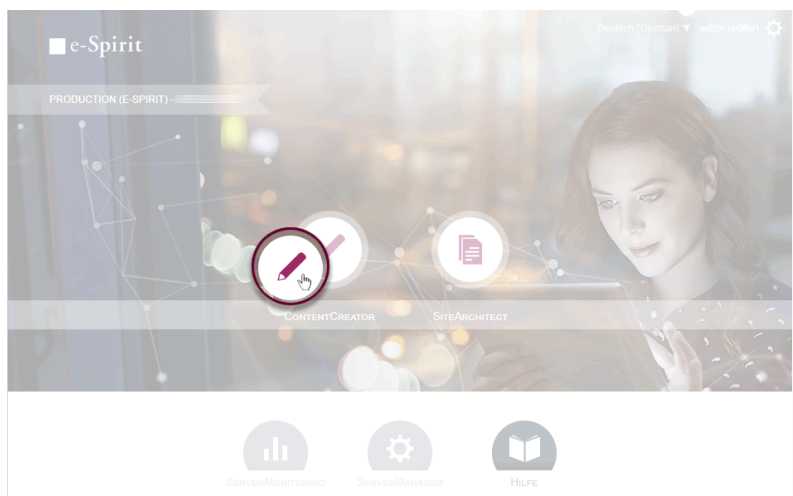 Deutsch (German) ▼ editor (editor)
e-Spirit
PRODUCTION (E-SPIRIT) -
CONTENTCREATOR SITEARCHITECT
SERVERMONITORING SERVERMANAGER HILFE